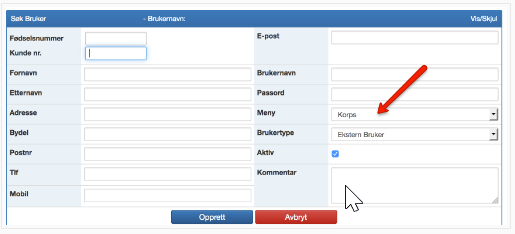 Søk Bruker - Brukernavn: Vis/Skjul
Fødselsnummer
Kunde nr.
E-post
Fornavn
Brukernavn
Etternavn
Passord
Adresse
Meny Korps
Bydel
Brukertype Ekstern Bruker
Postnr
Aktiv
Tlf
Kommentar
Mobil
Opprett Avbryt